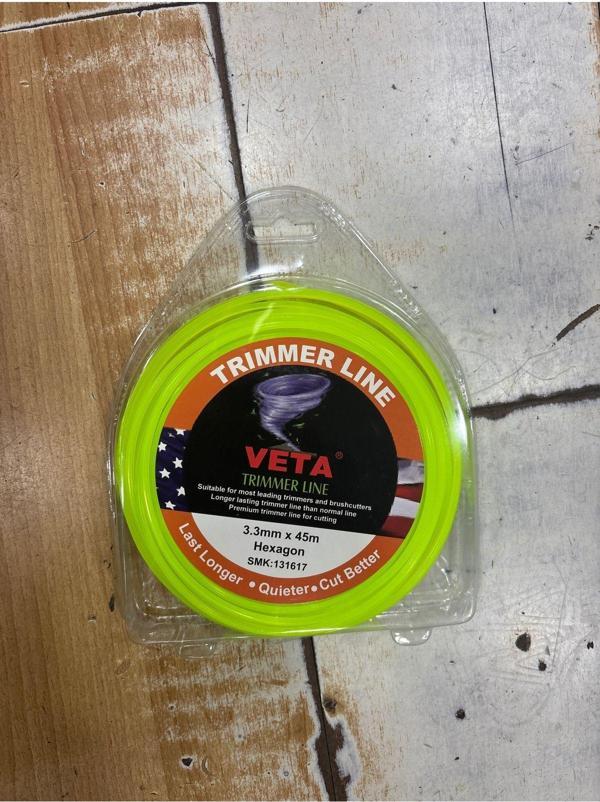 TRIMMER LINE
VETA®
TRIMMER LINE
Suitable for most leading trimmers and brushcutters
Longer lasting trimmer line than normal line
Premium trimmer line for cutting
3.3mm x 45m
Hexagon
SMK:131617
Last Longer • Quieter • Cut Better